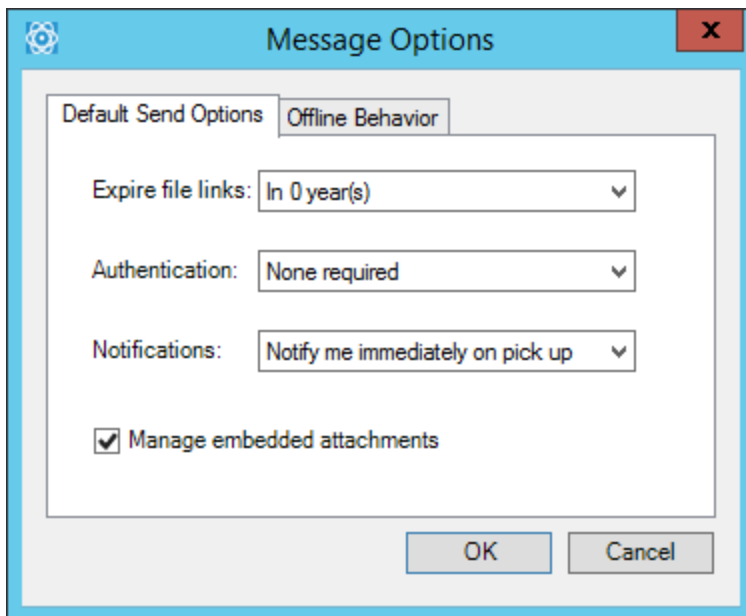 Message Options
x
Default Send Options
Offline Behavior
Expire file links: In 0 year(s)
Authentication: None required
Notifications: Notify me immediately on pick up
Manage embedded attachments
OK
Cancel